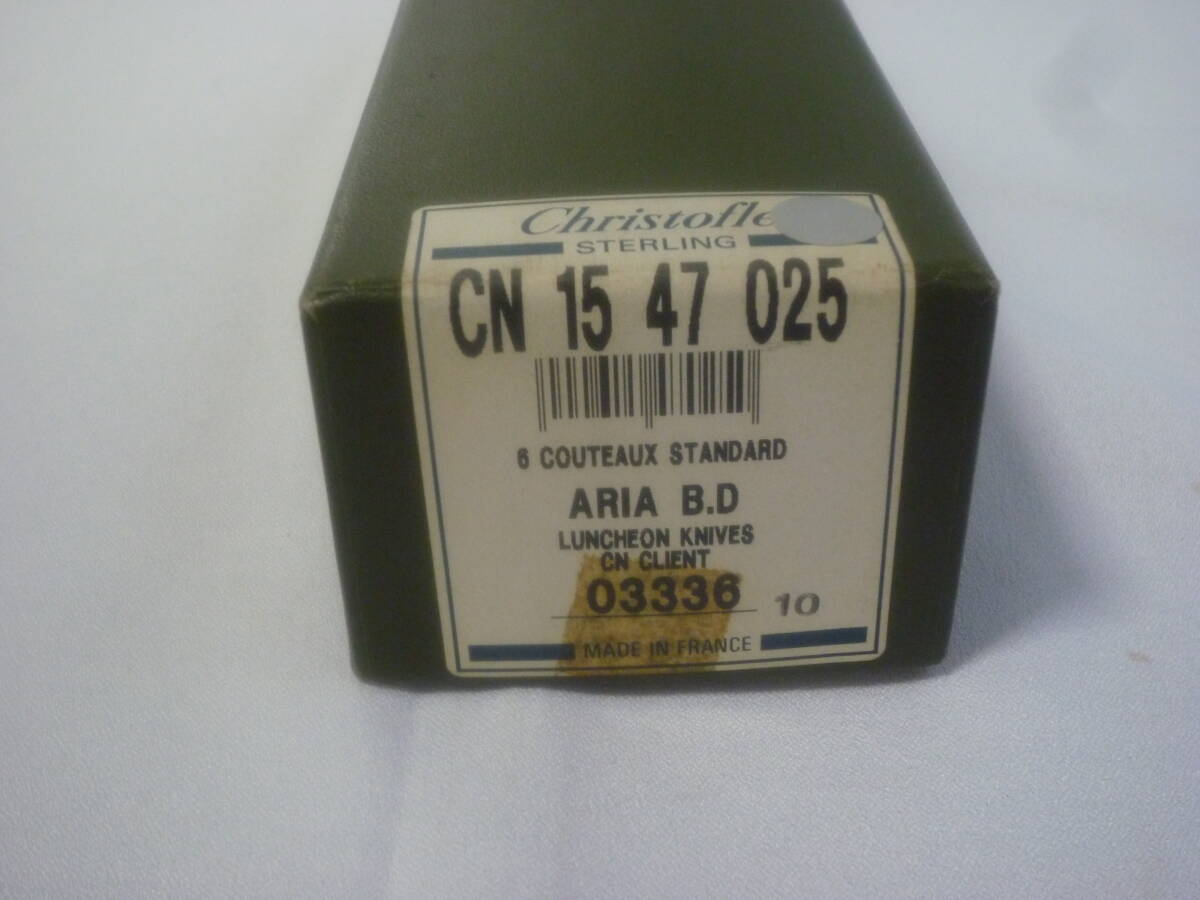 Christofle
STERLING
CN 15 47 025
6 COUTEAUX STANDARD
ARIA B.D
LUNCHEON KNIVES
CN CLIENT
03336 10
MADE IN FRANCE